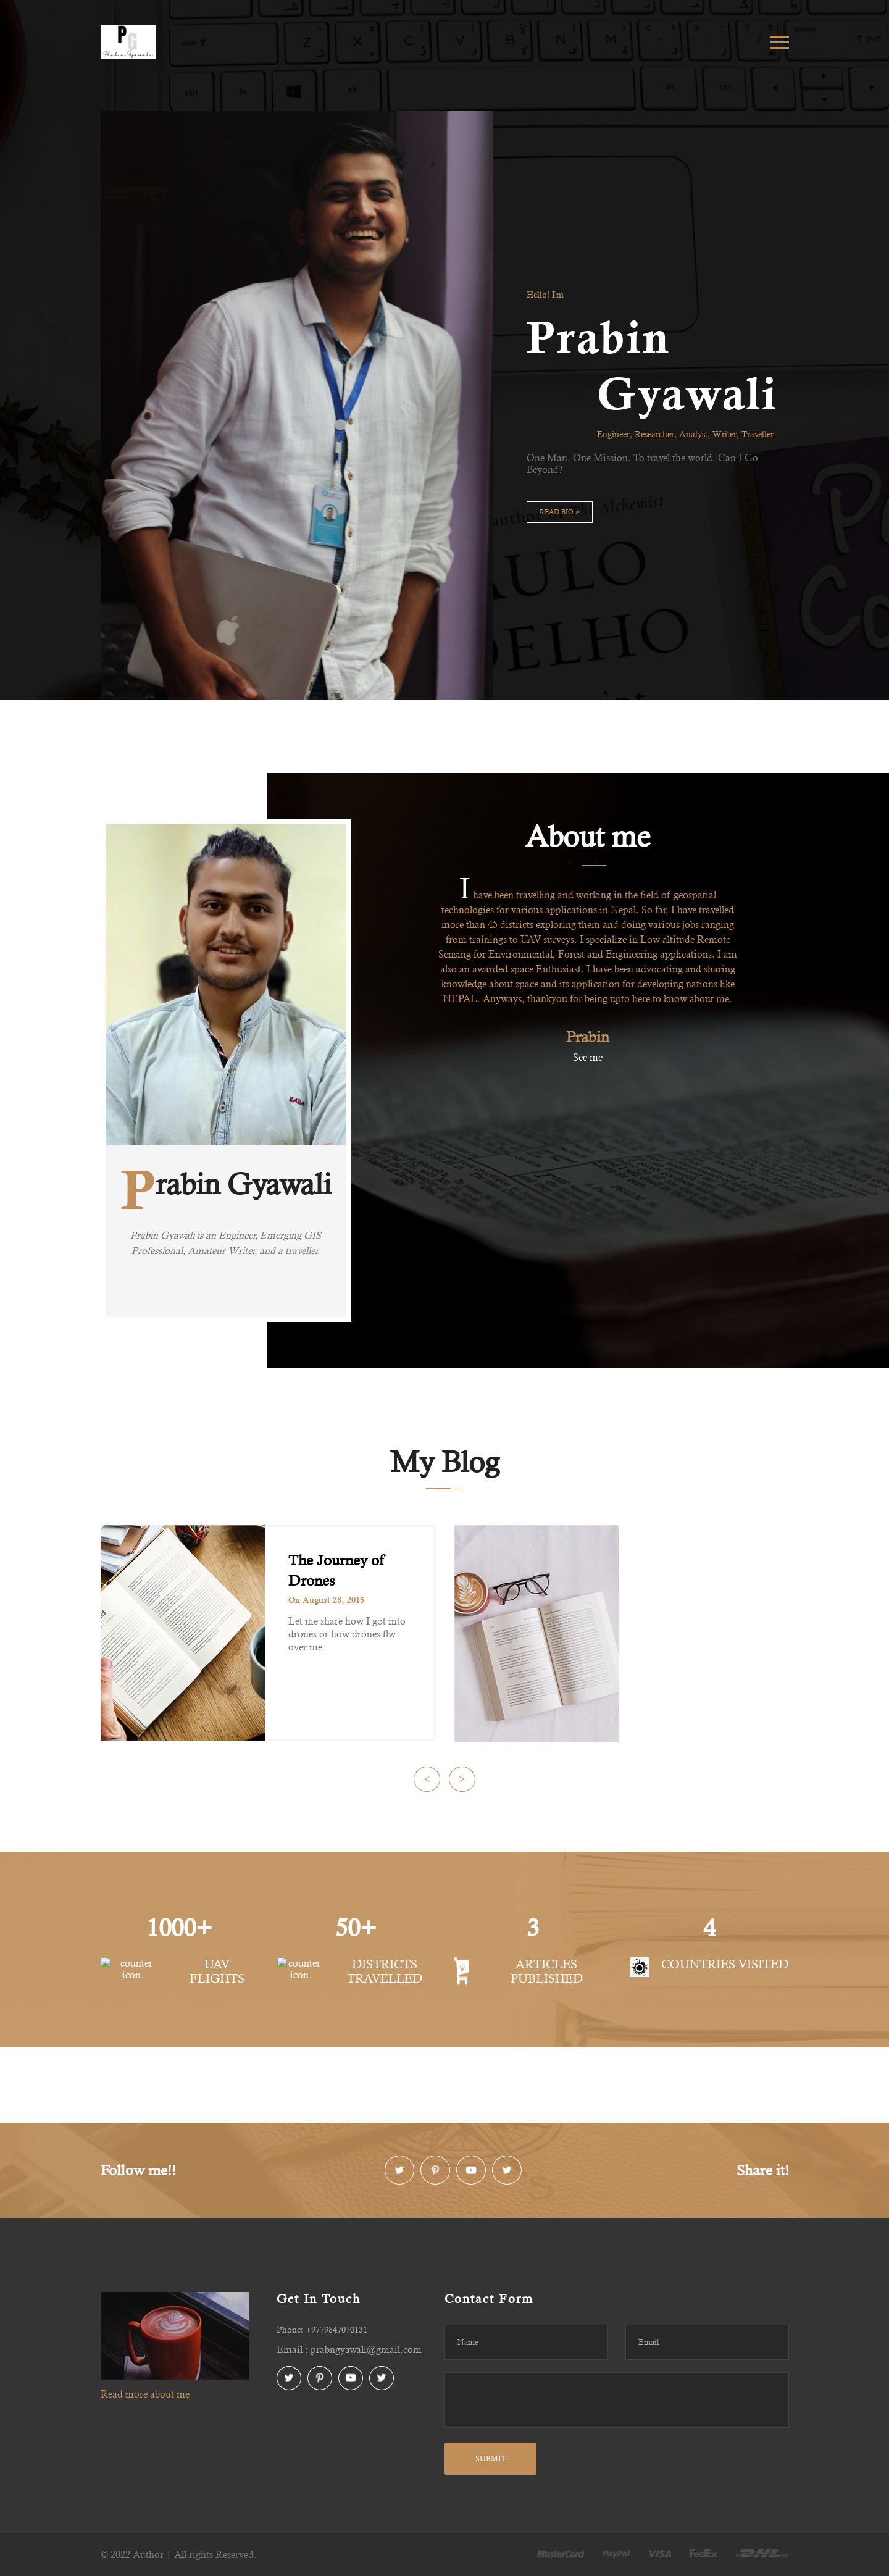 PG
Prabin Gyawali
Hello! I'm
Prabin
Gyawali
Engineer, Researcher, Analyst, Writer, Traveller
One Man. One Mission. To travel the world. Can I Go
Beyond?
READ BIO >
Alchemist
About me
I have been travelling and working in the field of geospatial
technologies for various applications in Nepal. So far, I have travelled
more than 45 districts exploring them and doing various jobs ranging
from trainings to UAV surveys. I specialize in Low altitude Remote
Sensing for Environmental, Forest and Engineering applications. I am
also an awarded space Enthusiast. I have been advocating and sharing
knowledge about space and its application for developing nations like
NEPAL. Anyways, thankyou for being upto here to know about me.
Prabin
See me
ZARA
Prabin Gyawali
Prabin Gyawali is an Engineer, Emerging GIS
Professional, Amateur Writer, and a traveller.
My Blog
The Journey of
Drones
On August 28, 2015
Let me share how I got into
drones or how drones flw
over me
< >
1000+ 50+ 3 4
counter icon UAV FLIGHTS
counter icon DISTRICTS TRAVELLED
ARTICLES PUBLISHED
COUNTRIES VISITED
Follow me!! Share it!
Get In Touch
Phone: +9779847070131
Email : prabngyawali@gmail.com
Read more about me
Contact Form
Name Email
SUBMIT
© 2022 Author | All rights Reserved.
MasterCard PayPal VISA FedEx DHL